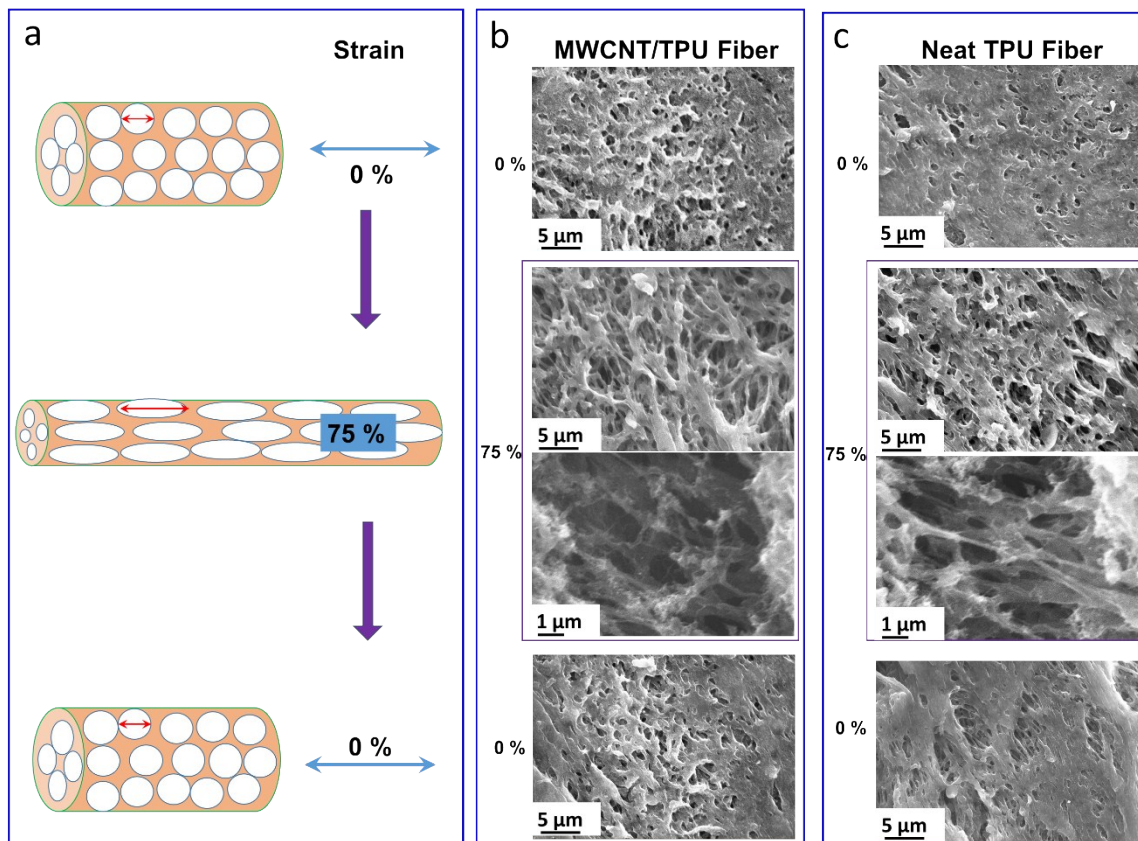 a
Strain
0 %
75 %
0 %
b
MWCNT/TPU Fiber
0 %
5 µm
75 %
5 µm
1 µm
0 %
5 µm
c
Neat TPU Fiber
0 %
5 µm
75 %
5 µm
1 µm
0 %
5 µm